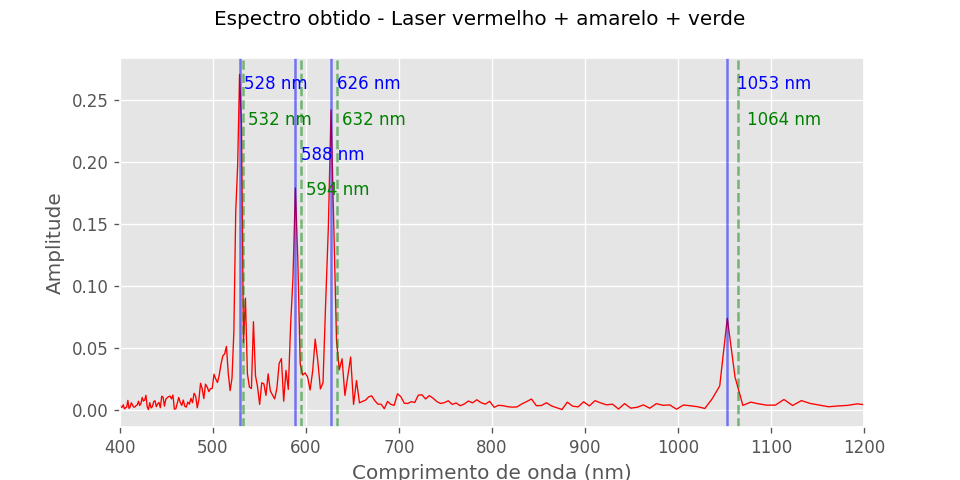 Espectro obtido - Laser vermelho + amarelo + verde
528 nm
626 nm
1053 nm
532 nm
632 nm
1064 nm
588 nm
594 nm
Amplitude
0.25
0.20
0.15
0.10
0.05
0.00
400 500 600 700 800 900 1000 1100 1200
Comprimento de onda (nm)